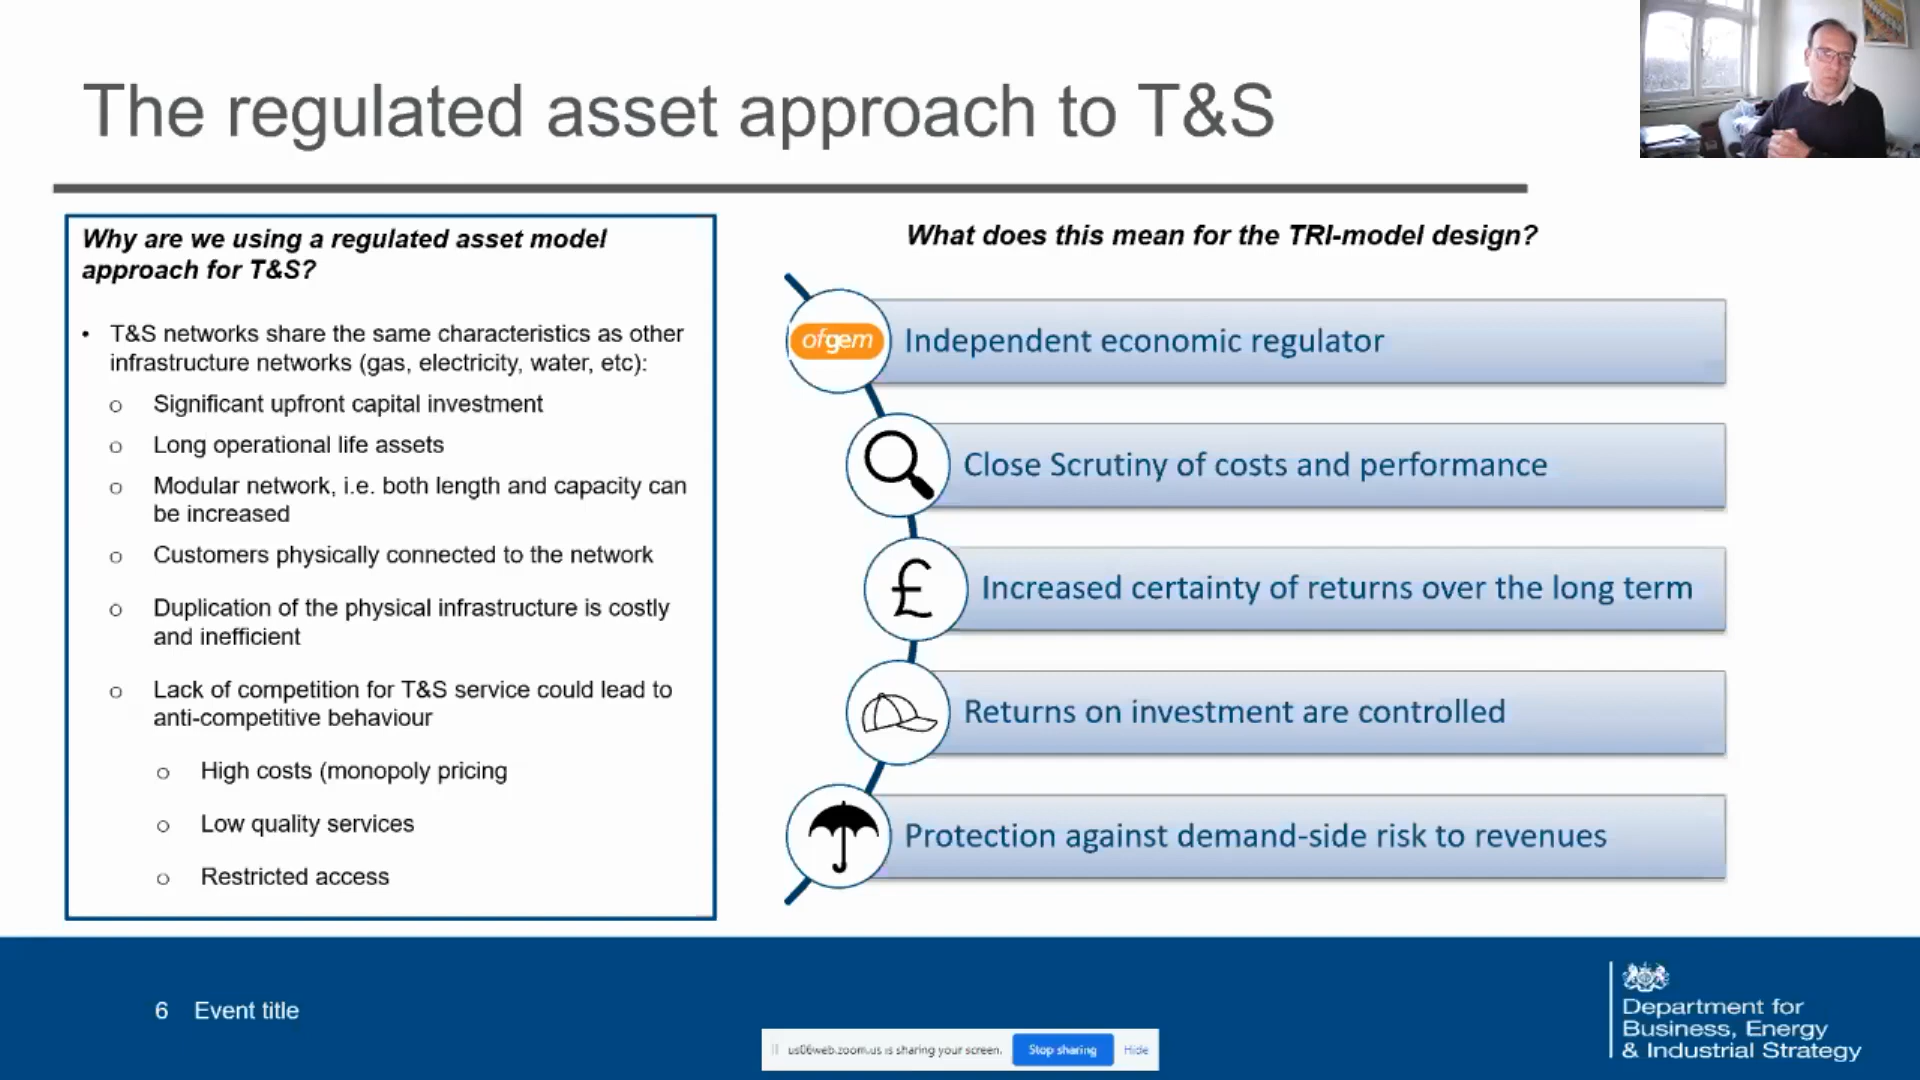 The regulated asset approach to T&S
Why are we using a regulated asset model
approach for T&S?
• T&S networks share the same characteristics as other
infrastructure networks (gas, electricity, water, etc):
o Significant upfront capital investment
o Long operational life assets
o Modular network, i.e. both length and capacity can
be increased
o Customers physically connected to the network
o Duplication of the physical infrastructure is costly
and inefficient
o Lack of competition for T&S service could lead to
anti-competitive behaviour
o High costs (monopoly pricing
o Low quality services
o Restricted access
What does this mean for the TRI-model design?
ofgem Independent economic regulator
Close Scrutiny of costs and performance
£ Increased certainty of returns over the long term
Returns on investment are controlled
Protection against demand-side risk to revenues
6 Event title
us06web.zoom.us is sharing your screen. Stop sharing Hide
Department for
Business, Energy
& Industrial Strategy